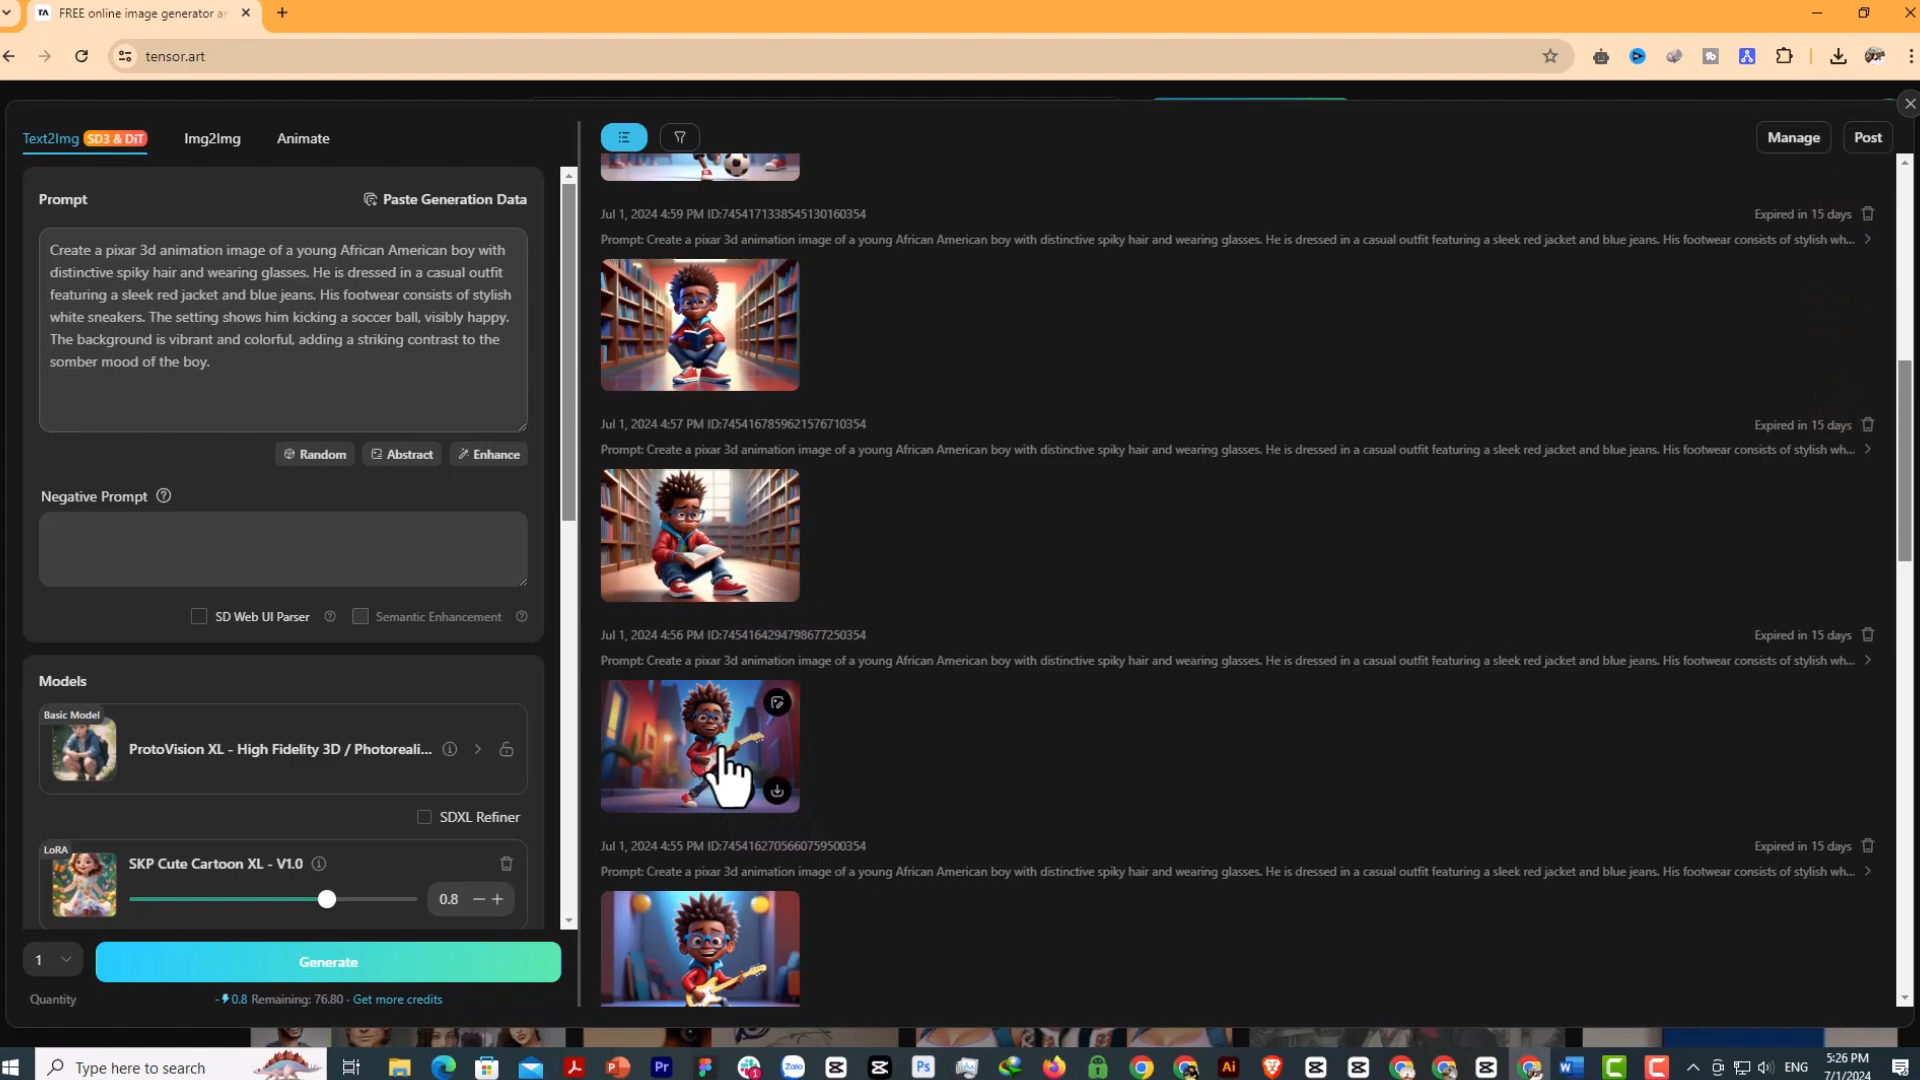 TA FREE online image generator ar
tensor.art
Text2Img SD3 & DiT Img2Img Animate
Manage Post
Prompt Paste Generation Data
Create a pixar 3d animation image of a young African American boy with
distinctive spiky hair and wearing glasses. He is dressed in a casual outfit
featuring a sleek red jacket and blue jeans. His footwear consists of stylish
white sneakers. The setting shows him kicking a soccer ball, visibly happy.
The background is vibrant and colorful, adding a striking contrast to the
somber mood of the boy.
Random Abstract Enhance
Negative Prompt
SD Web UI Parser Semantic Enhancement
Models
Basic Model
ProtoVision XL - High Fidelity 3D / Photoreali...
SDXL Refiner
LoRA
SKP Cute Cartoon XL - V1.0
0.8
1 Generate
Quantity - 0.8 Remaining: 76.80 · Get more credits
Jul 1, 2024 4:59 PM ID:745417133854513016​0354 Expired in 15 days
Prompt: Create a pixar 3d animation image of a young African American boy with distinctive spiky hair and wearing glasses. He is dressed in a casual outfit featuring a sleek red jacket and blue jeans. His footwear consists of stylish wh...
Jul 1, 2024 4:57 PM ID:745416785962157671​0354 Expired in 15 days
Prompt: Create a pixar 3d animation image of a young African American boy with distinctive spiky hair and wearing glasses. He is dressed in a casual outfit featuring a sleek red jacket and blue jeans. His footwear consists of stylish wh...
Jul 1, 2024 4:56 PM ID:745416429479867725​0354 Expired in 15 days
Prompt: Create a pixar 3d animation image of a young African American boy with distinctive spiky hair and wearing glasses. He is dressed in a casual outfit featuring a sleek red jacket and blue jeans. His footwear consists of stylish wh...
Jul 1, 2024 4:55 PM ID:745416270566075950​0354 Expired in 15 days
Prompt: Create a pixar 3d animation image of a young African American boy with distinctive spiky hair and wearing glasses. He is dressed in a casual outfit featuring a sleek red jacket and blue jeans. His footwear consists of stylish wh...
Type here to search
Zalo
Pr
Ps
Ai
ENG
5:26 PM
7/1/2024